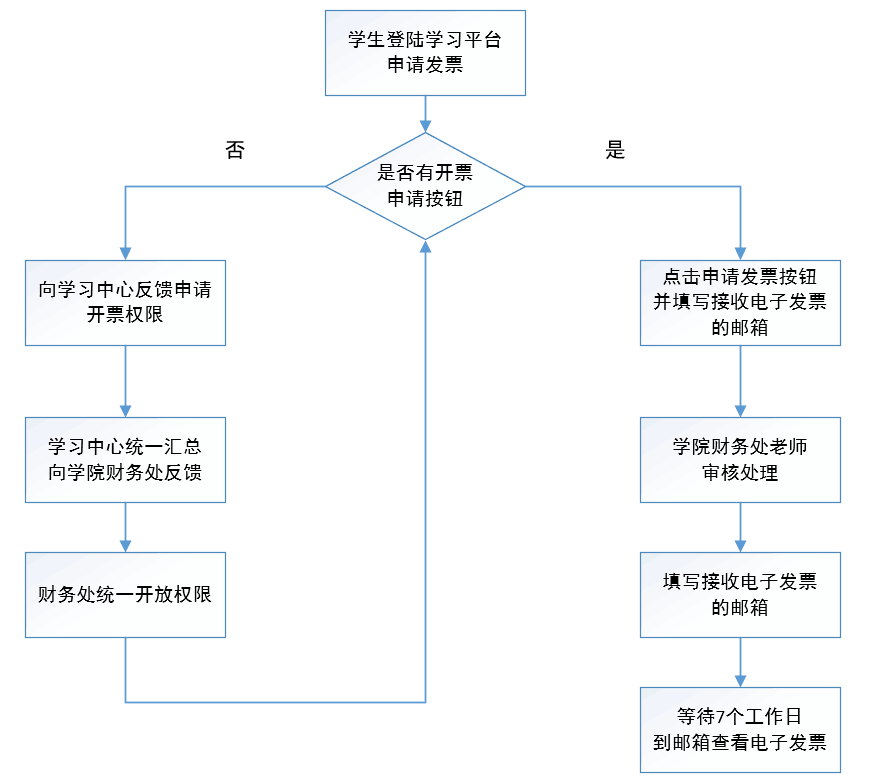 学生登陆学习平台
申请发票
否
是
是否有开票
申请按钮
向学习中心反馈申请
开票权限
点击申请发票按钮
并填写接收电子发票
的邮箱
学习中心统一汇总
向学院财务处反馈
学院财务处老师
审核处理
财务处统一开放权限
填写接收电子发票
的邮箱
等待7个工作日
到邮箱查看电子发票